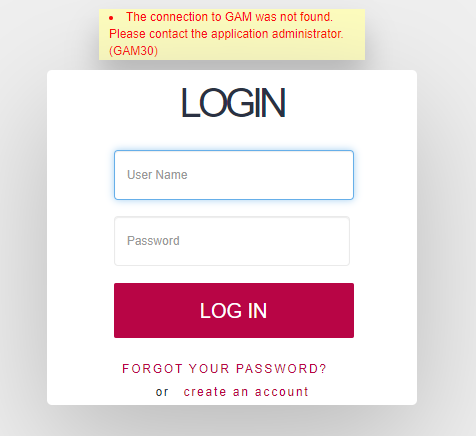 • The connection to GAM was not found.
Please contact the application administrator.
(GAM30)
LOGIN
User Name
Password
LOG IN
FORGOT YOUR PASSWORD?
or create an account